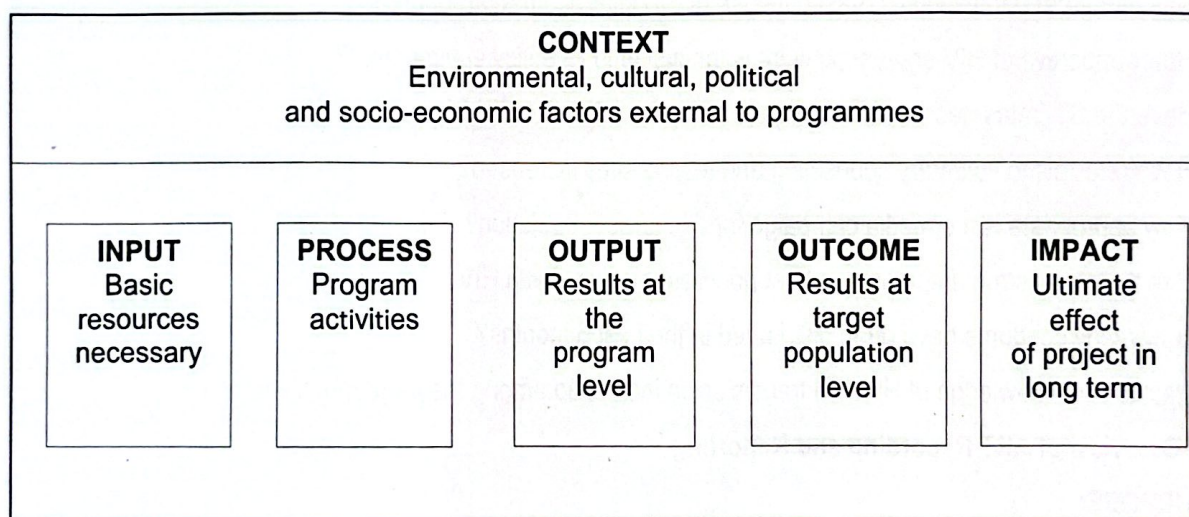 CONTEXT
Environmental, cultural, political
and socio-economic factors external to programmes
INPUT
Basic
resources
necessary
PROCESS
Program
activities
OUTPUT
Results at
the
program
level
OUTCOME
Results at
target
population
level
IMPACT
Ultimate
effect
of project in
long term